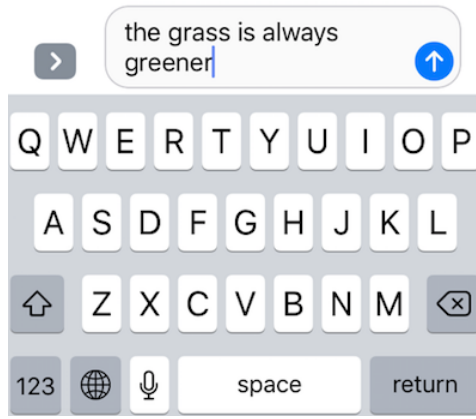 the grass is always
greener
Q W E R T Y U I O P
A S D F G H J K L
Z X C V B N M
123 space return